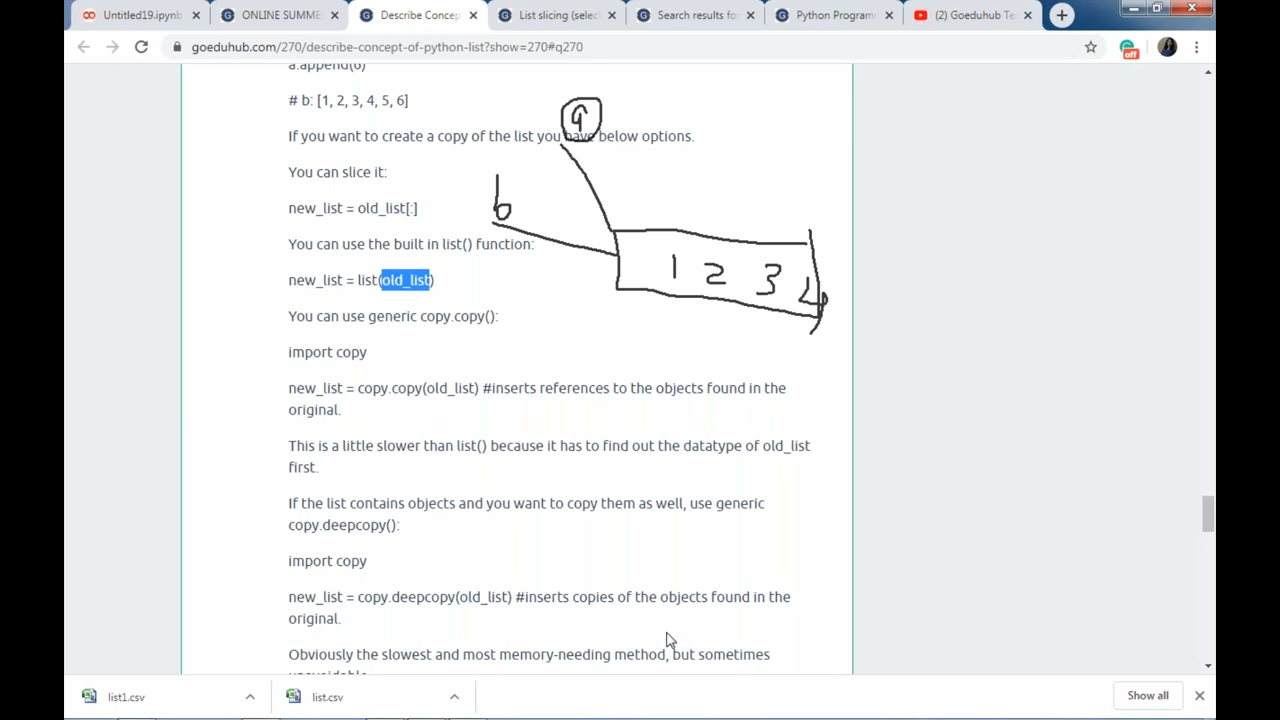 Untitled19.ipynb
ONLINE SUMME
Describe Concep
List slicing (selec
Search results fo
Python Program
(2) Goeduhub Te
goeduhub.com/270/describe-concept-of-python-list?show=270#q270
off
a.append(6)
# b: [1, 2, 3, 4, 5, 6]
a
If you want to create a copy of the list you have below options.
You can slice it:
b
new_list = old_list[:]
You can use the built in list() function:
1 2 3 4
new_list = list(old_list)
You can use generic copy.copy():
import copy
new_list = copy.copy(old_list) #inserts references to the objects found in the
original.
This is a little slower than list() because it has to find out the datatype of old_list
first.
If the list contains objects and you want to copy them as well, use generic
copy.deepcopy():
import copy
new_list = copy.deepcopy(old_list) #inserts copies of the objects found in the
original.
Obviously the slowest and most memory-needing method, but sometimes
list1.csv
list.csv
Show all